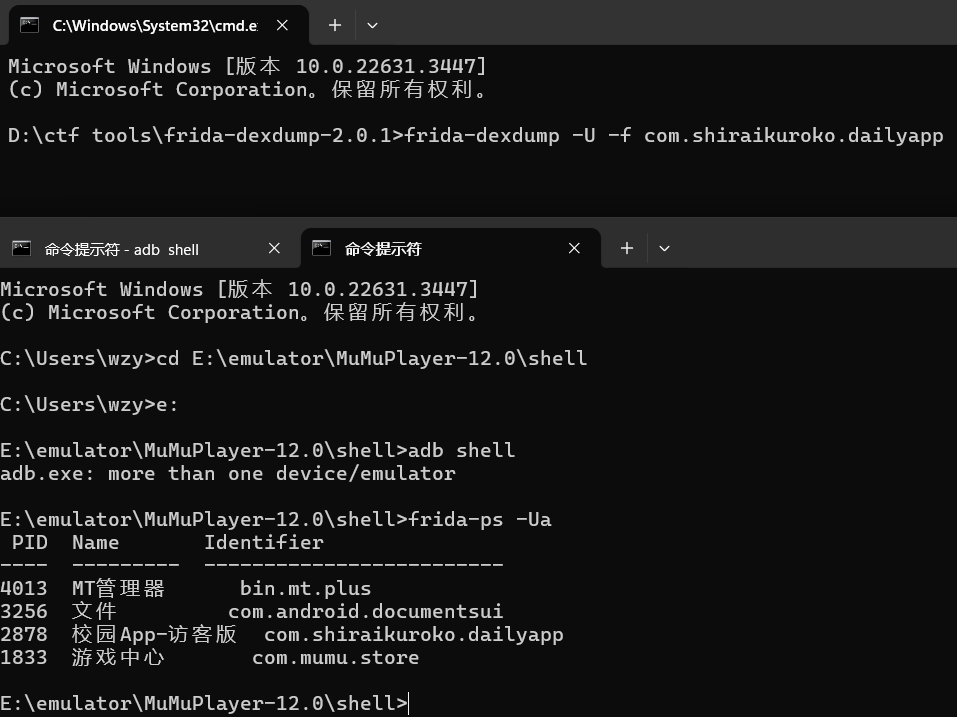 C:\Windows\System32\cmd.e
Microsoft Windows [版本 10.0.22631.3447]
(c) Microsoft Corporation。保留所有权利。
D:\ctf tools\frida-dexdump-2.0.1>frida-dexdump -U -f com.shiraikuroko.dailyapp
命令提示符 - adb shell
命令提示符
Microsoft Windows [版本 10.0.22631.3447]
(c) Microsoft Corporation。保留所有权利。
C:\Users\wzy>cd E:\emulator\MuMuPlayer-12.0\shell
C:\Users\wzy>e:
E:\emulator\MuMuPlayer-12.0\shell>adb shell
adb.exe: more than one device/emulator
E:\emulator\MuMuPlayer-12.0\shell>frida-ps -Ua
PID  Name       Identifier
----  ---------  -------------------------
4013  MT管理器      bin.mt.plus
3256  文件         com.android.documentsui
2878  校园App-访客版  com.shiraikuroko.dailyapp
1833  游戏中心       com.mumu.store
E:\emulator\MuMuPlayer-12.0\shell>